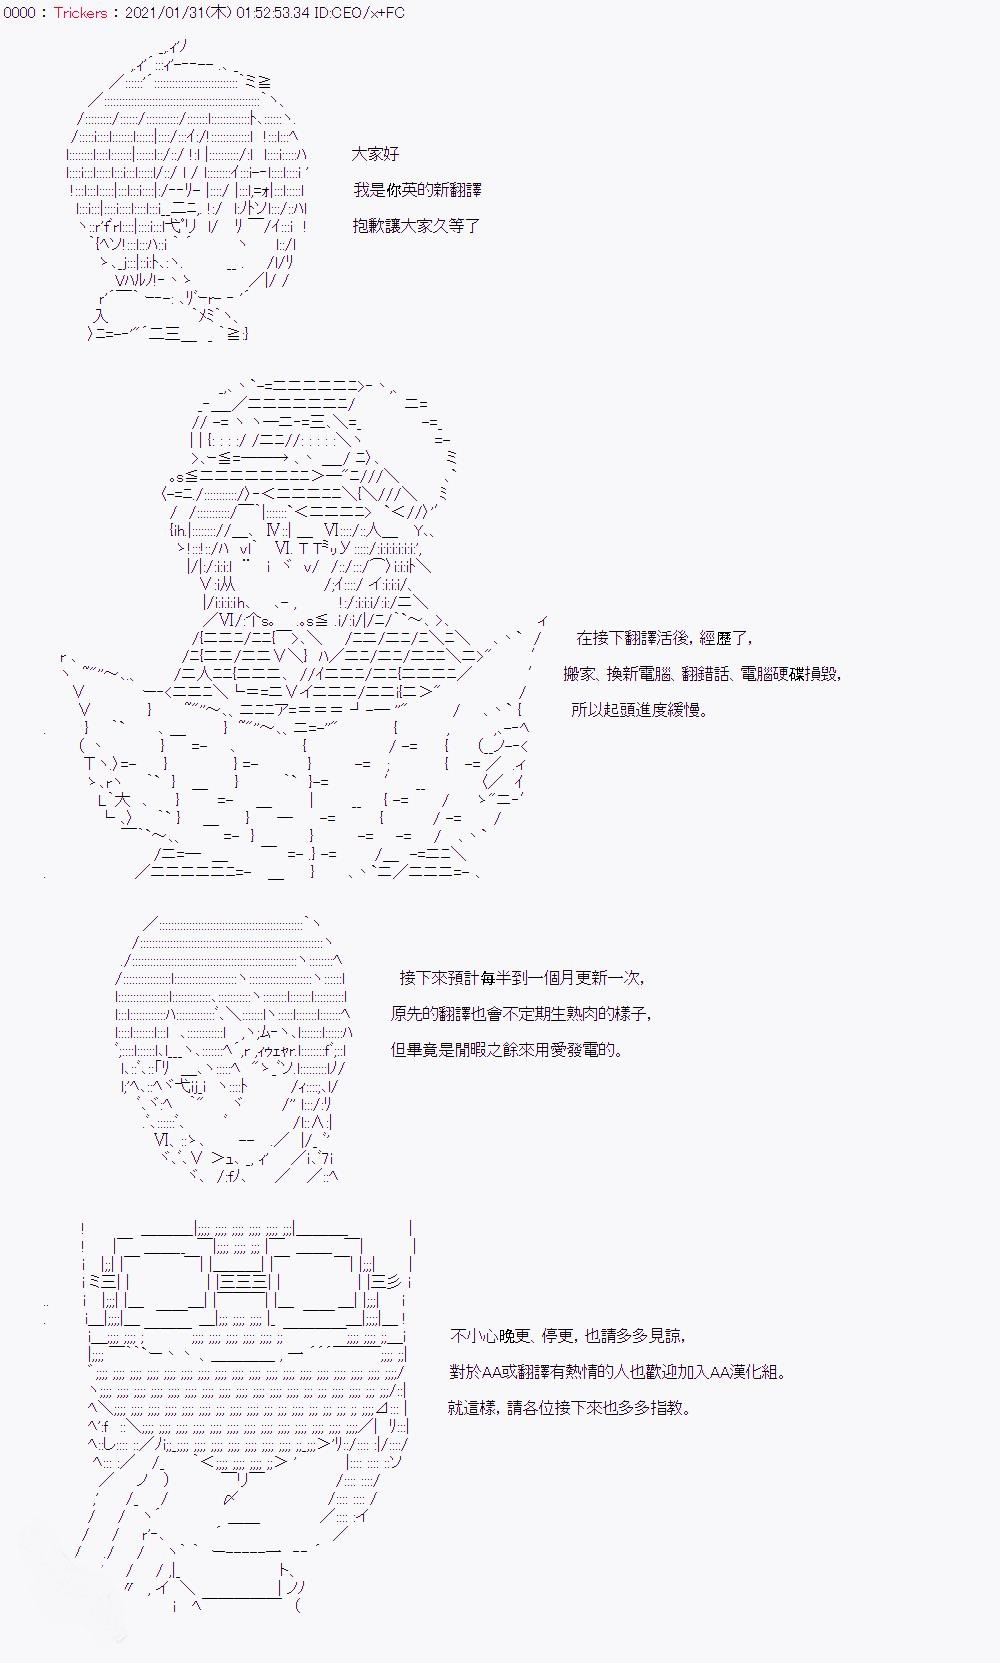 0000 : Trickers : 2021/01/31(木) 01:52:53.34 ID:CEO/x+FC
大家好
我是你英的新翻譯
抱歉讓大家久等了
在接下翻譯活後，經歷了，
搬家、換新電腦、翻錯話、電腦硬碟損毀，
所以起頭進度緩慢。
接下來預計每半到一個月更新一次，
原先的翻譯也會不定期生熟肉的樣子，
但畢竟是閒暇之餘來用愛發電的。
不小心晚更、停更，也請多多見諒，
對於AA或翻譯有熱情的人也歡迎加入AA漢化組。
就這樣，請各位接下來也多多指教。